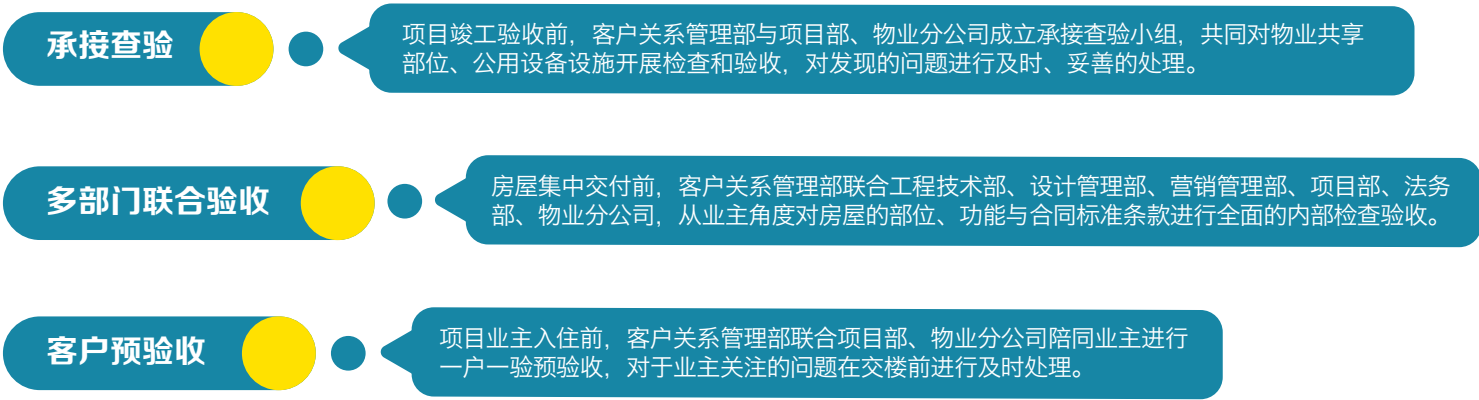 承接查验
项目竣工验收前，客户关系管理部与项目部、物业分公司成立承接查验小组，共同对物业共享
部位、公用设备设施开展检查和验收，对发现的问题进行及时、妥善的处理。
多部门联合验收
房屋集中交付前，客户关系管理部联合工程技术部、设计管理部、营销管理部、项目部、法务
部、物业分公司，从业主角度对房屋的部位、功能与合同标准条款进行全面的内部检查验收。
客户预验收
项目业主入住前，客户关系管理部联合项目部、物业分公司陪同业主进行
一户一验预验收，对于业主关注的问题在交楼前进行及时处理。